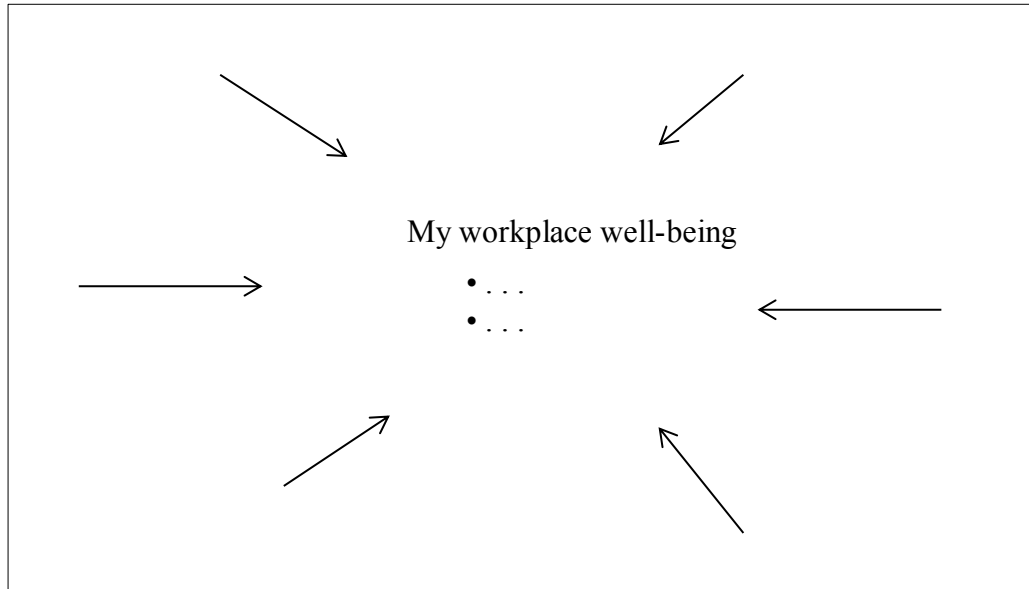 My workplace well-being
• . . .
• . . .